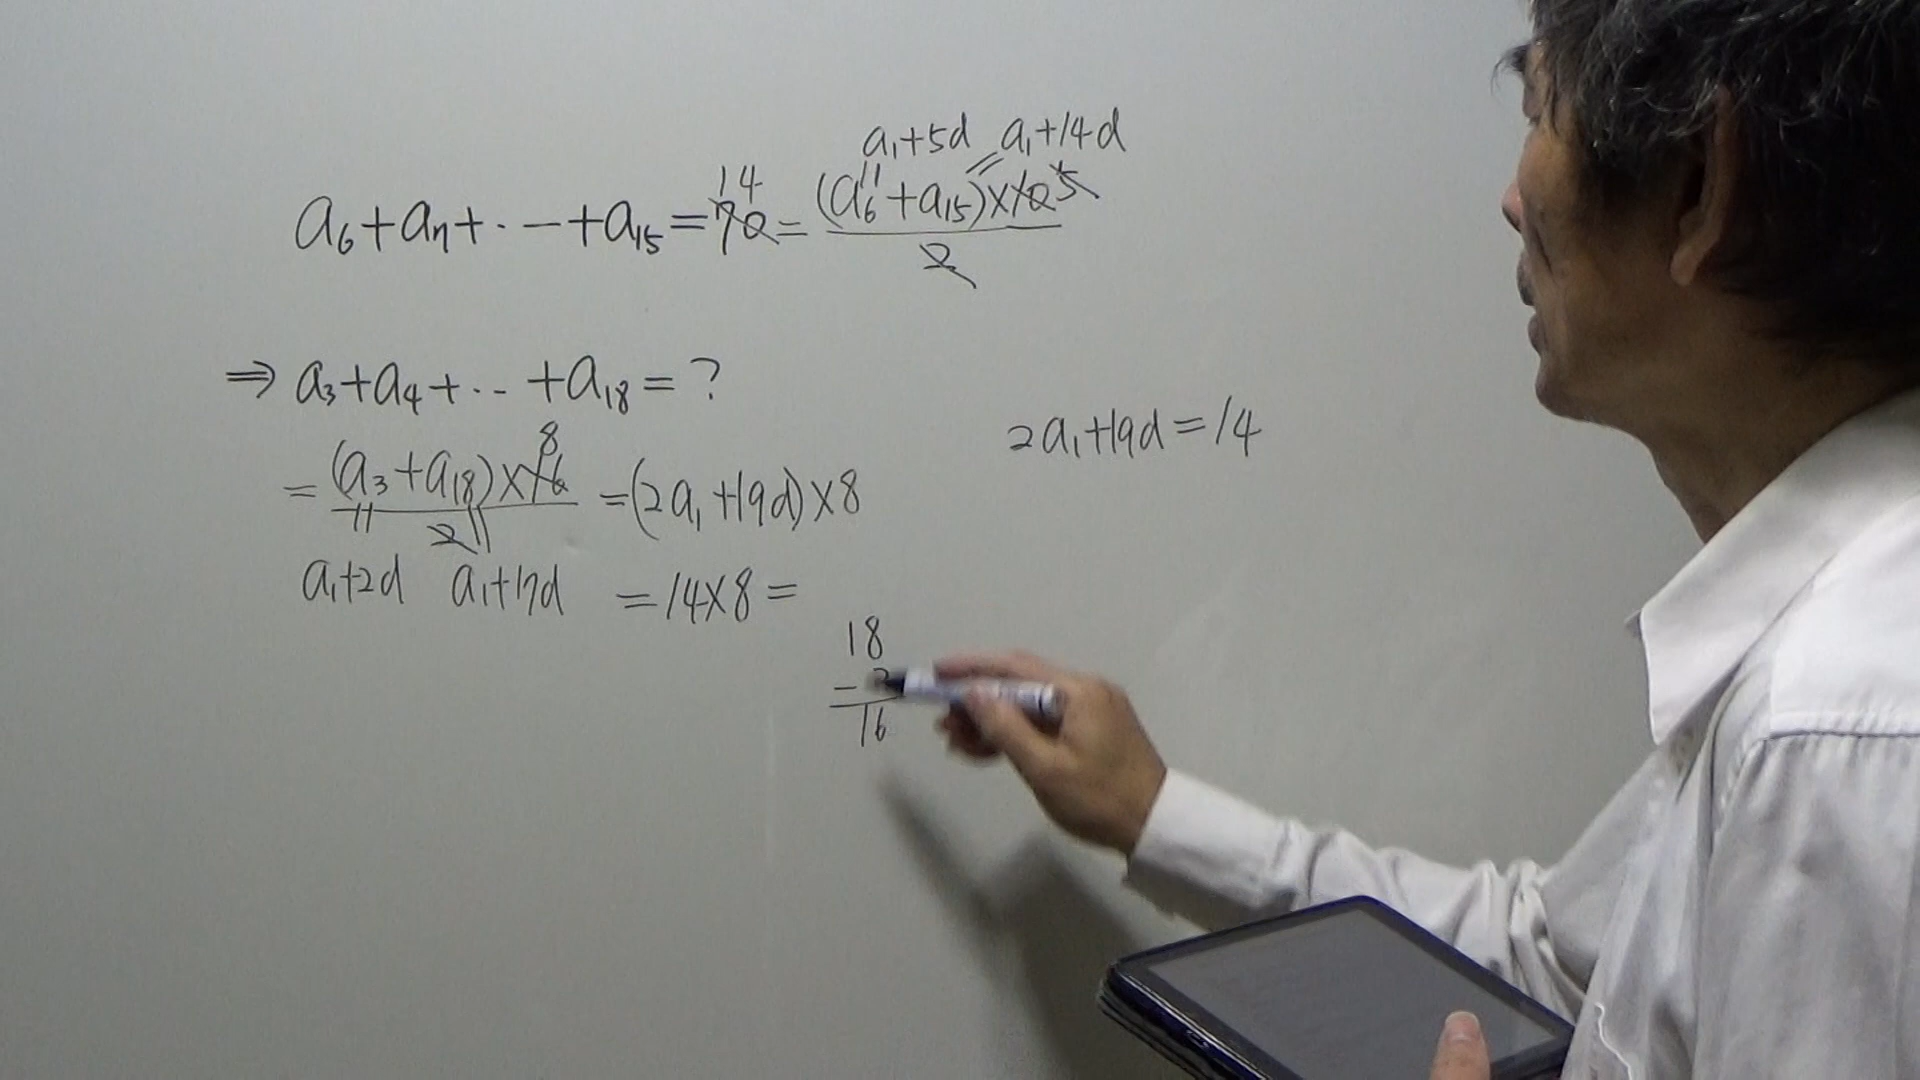 a₁+5d a₁+14d
14
a₆+a₇+‥−+a₁₅=70=(a₆+a₁₅)×10 5
2
⇒ a₃+a₄+‥- +a₁₈=?
8
2a₁+19d=14
=(a₃+a₁₈)×16 =(2a₁+19d)×8
2
a₁+2d a₁+17d =14×8=
18
- 2
16